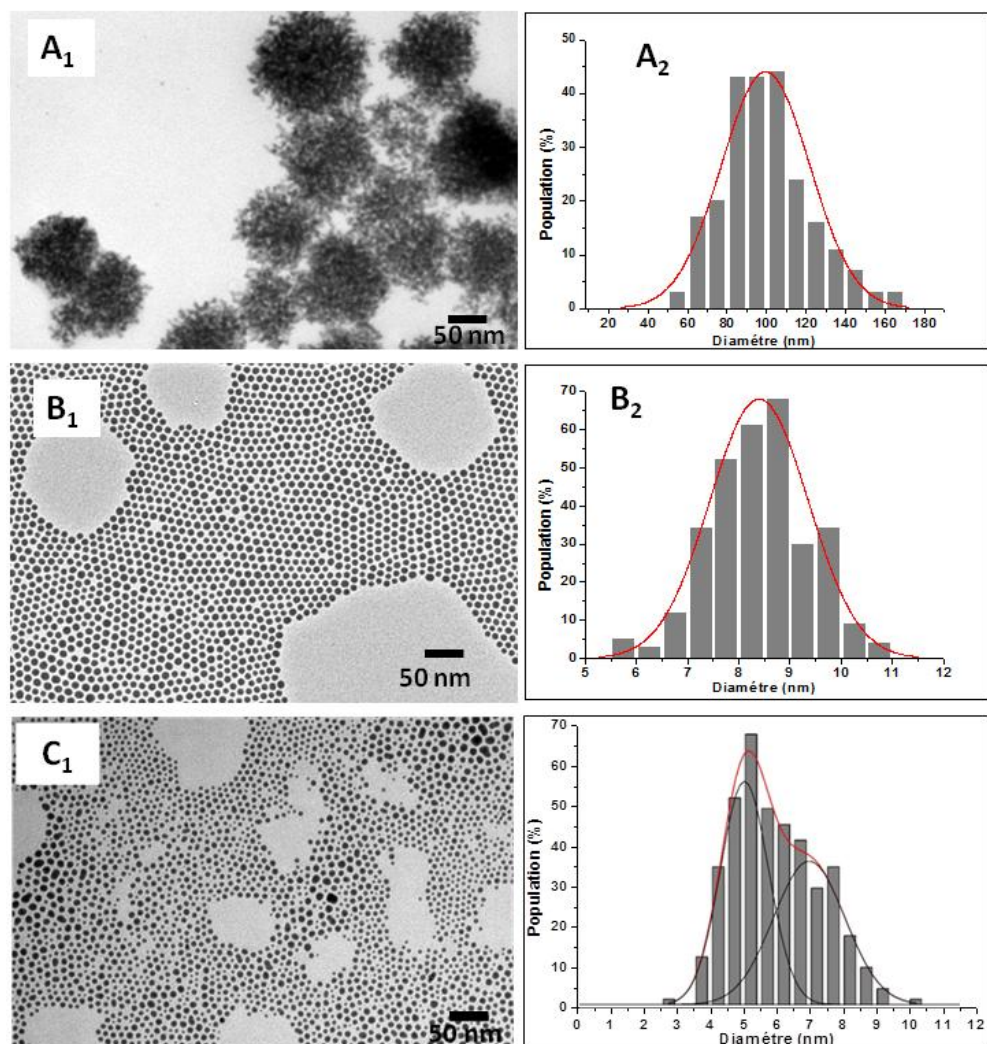 A1
50 nm
A2
Population (%)
50
40
30
20
10
0
20 40 60 80 100 120 140 160 180
Diamétre (nm)
B1
50 nm
B2
Population (%)
70
60
50
40
30
20
10
0
5 6 7 8 9 10 11 12
Diamétre (nm)
C1
50 nm
Population (%)
70
60
50
40
30
20
10
0
0 1 2 3 4 5 6 7 8 9 10 11 12
Diamétre (nm)